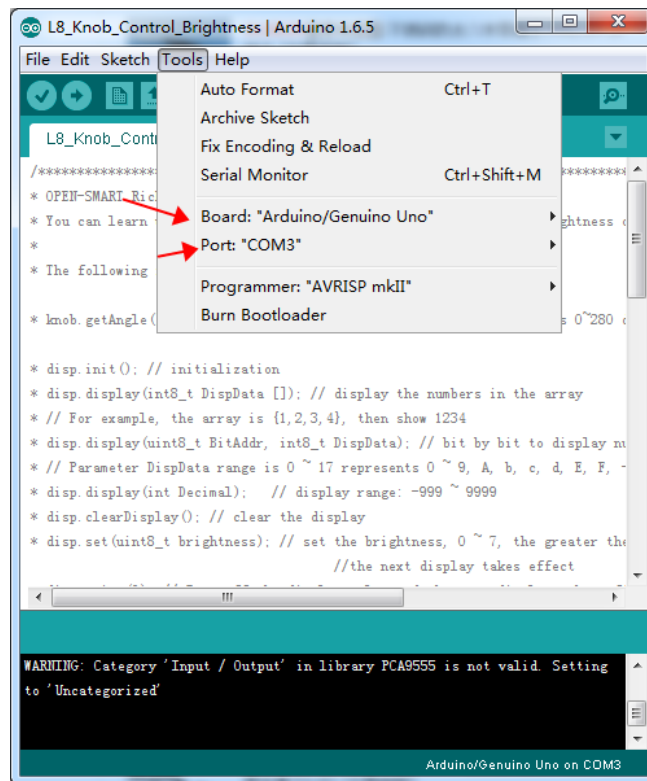 L8_Knob_Control_Brightness | Arduino 1.6.5
File Edit Sketch Tools Help
Auto Format Ctrl+T
Archive Sketch
L8_Knob_Cont
Fix Encoding & Reload
Serial Monitor Ctrl+Shift+M
/****************
* OPEN-SMART Ric
Board: "Arduino/Genuino Uno"
* You can learn ghtness
*
Port: "COM3"
* The following
Programmer: "AVRISP mkII"
* knob.getAngle( s 0~280
Burn Bootloader
* disp.init(); // initialization
* disp.display(int8_t DispData []); // display the numbers in the array
* // For example, the array is {1,2,3,4}, then show 1234
* disp.display(uint8_t BitAddr, int8_t DispData); // bit by bit to display nu
* // Parameter DispData range is 0 ~ 17 represents 0 ~ 9, A, b, c, d, E, F, -
* disp.display(int Decimal); // display range: -999 ~ 9999
* disp.clearDisplay(); // clear the display
* disp.set(uint8_t brightness); // set the brightness, 0 ~ 7, the greater the
//the next display takes effect
WARNING: Category 'Input / Output' in library PCA9555 is not valid. Setting
to 'Uncategorized'
Arduino/Genuino Uno on COM3